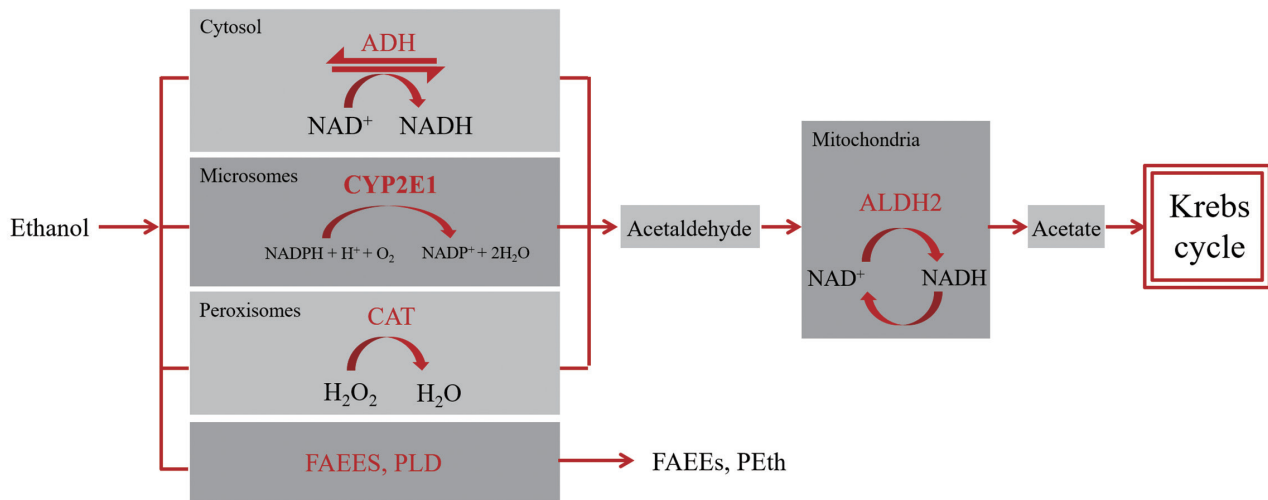 Cytosol
ADH
NAD⁺ NADH
Microsomes
CYP2E1
NADPH + H⁺ + O₂ NADP⁺ + 2H₂O
Peroxisomes
CAT
H₂O₂ H₂O
FAEES, PLD
Ethanol
FAEEs, PEth
Acetaldehyde
Mitochondria
ALDH2
NAD⁺ NADH
Acetate
Krebs
cycle